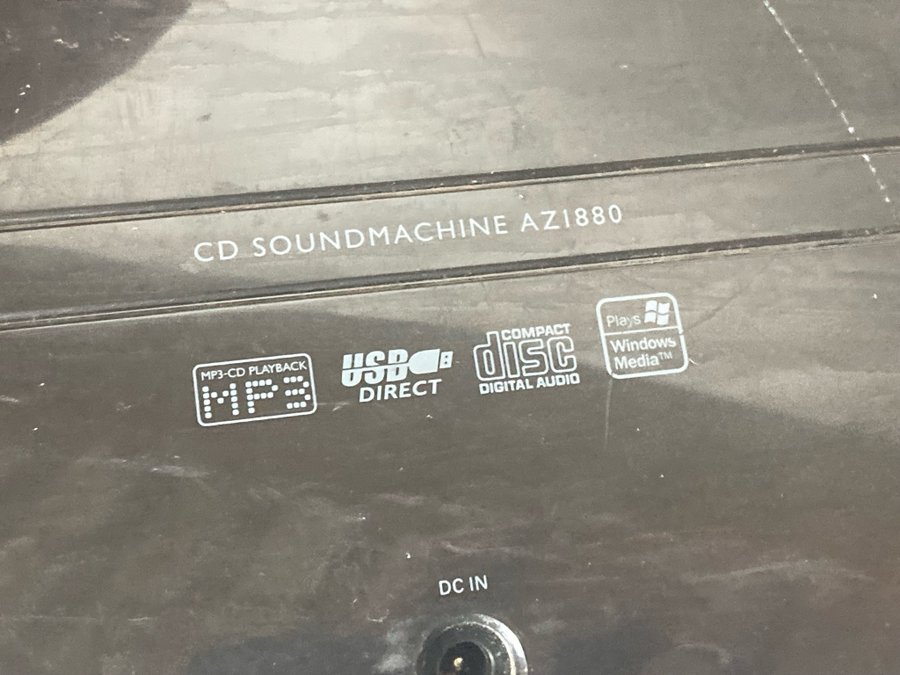 CD SOUNDMACHINE AZ1880
MP3-CD PLAYBACK
MP3
USB
DIRECT
COMPACT
disc
DIGITAL AUDIO
Plays
Windows
Media™
DC IN